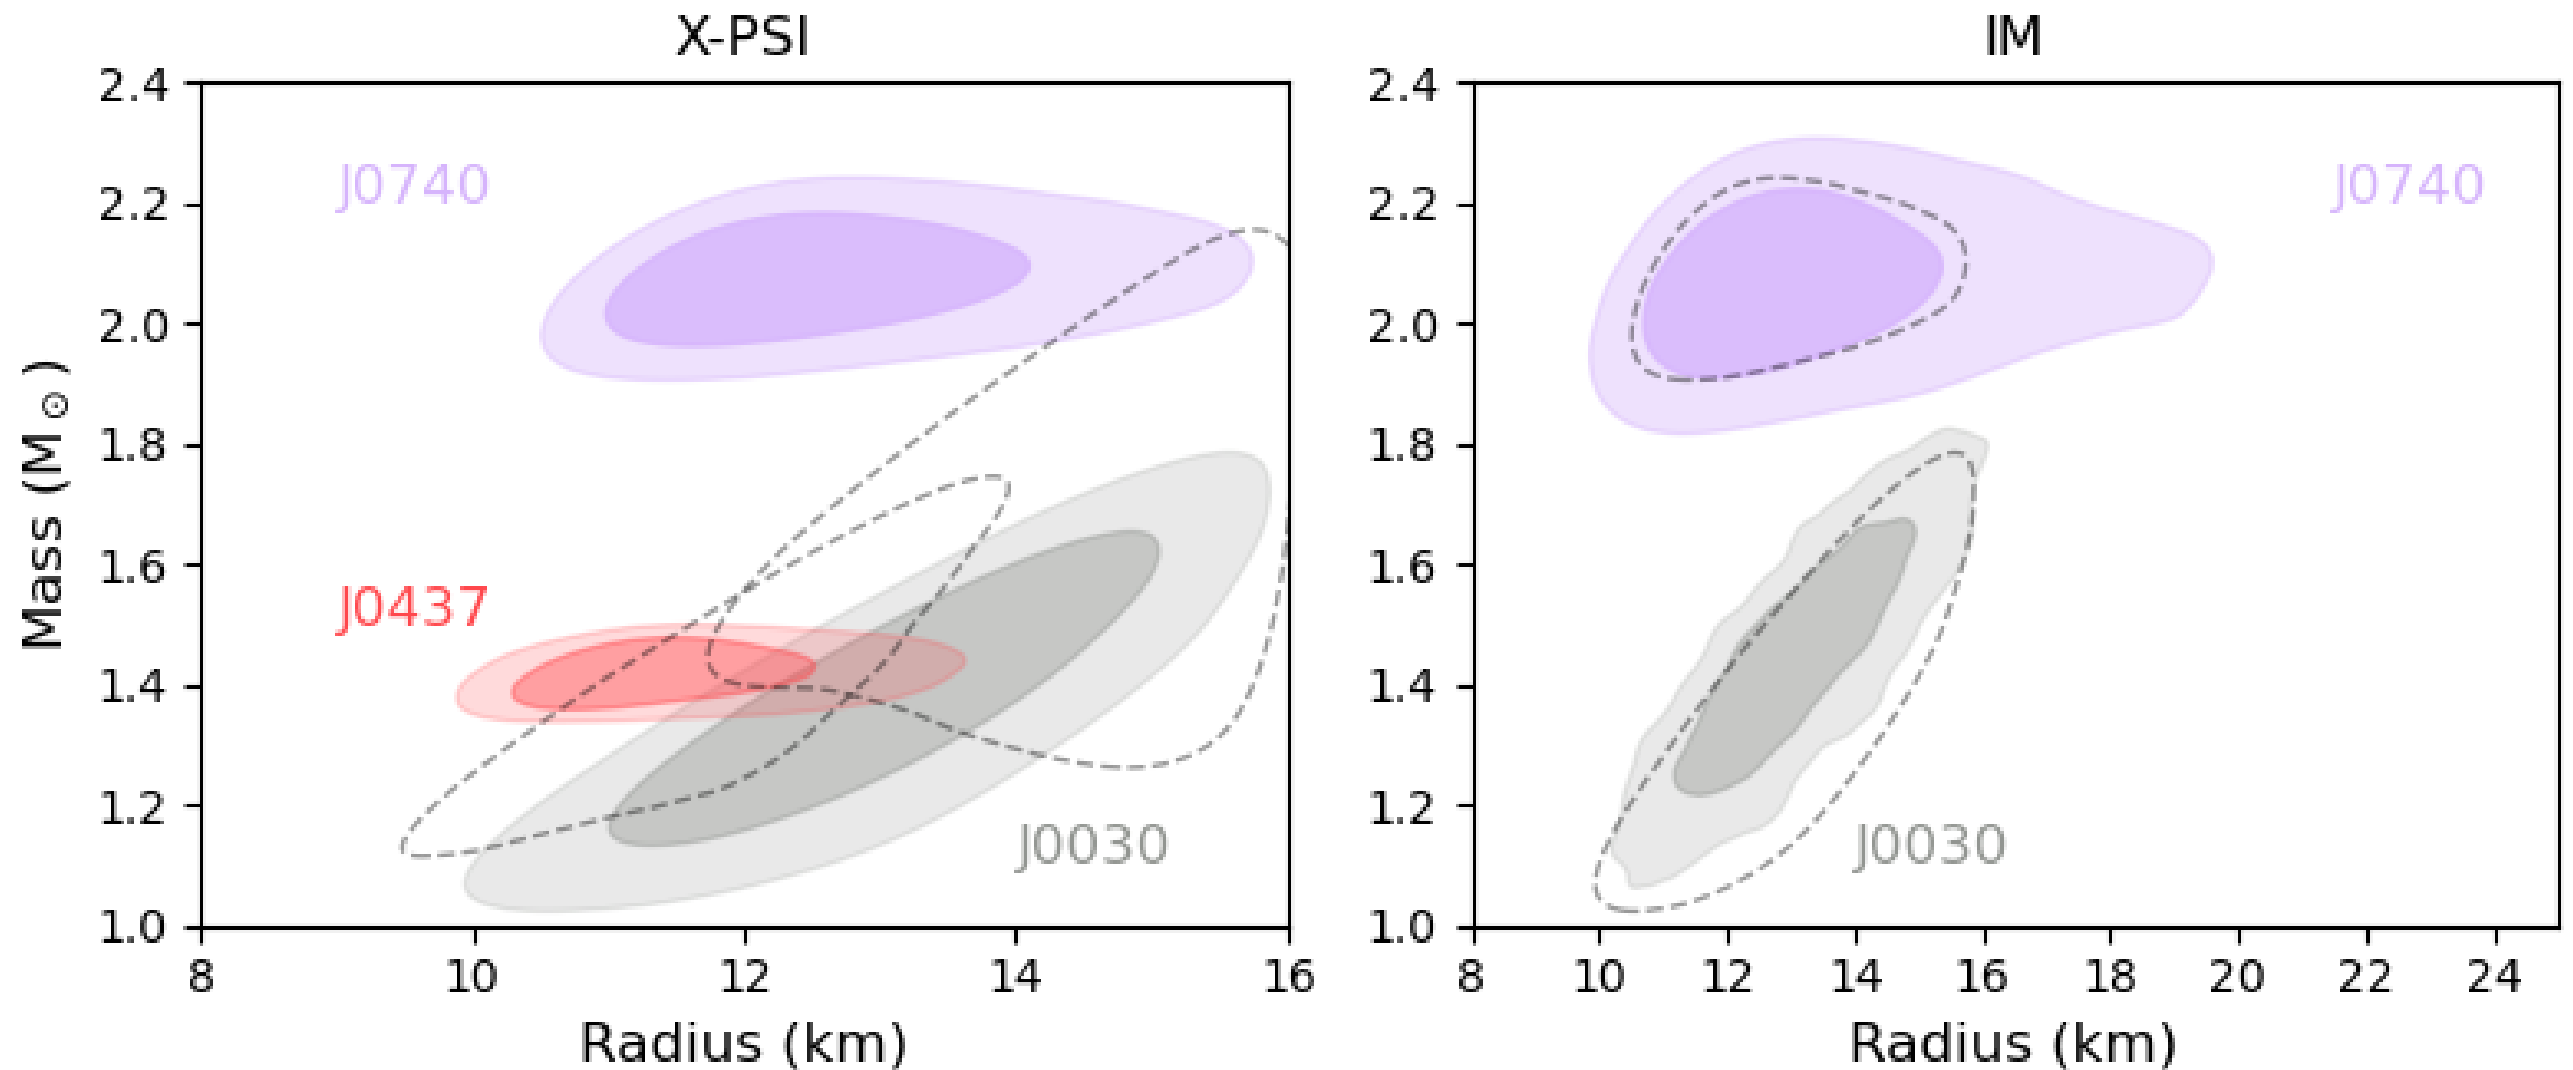 X-PSI
IM
2.4
2.2
2.0
1.8
1.6
1.4
1.2
1.0
Mass (M⊙)
J0740
J0437
J0030
8 10 12 14 16
Radius (km)
2.4
2.2
2.0
1.8
1.6
1.4
1.2
1.0
J0740
J0030
8 10 12 14 16 18 20 22 24
Radius (km)